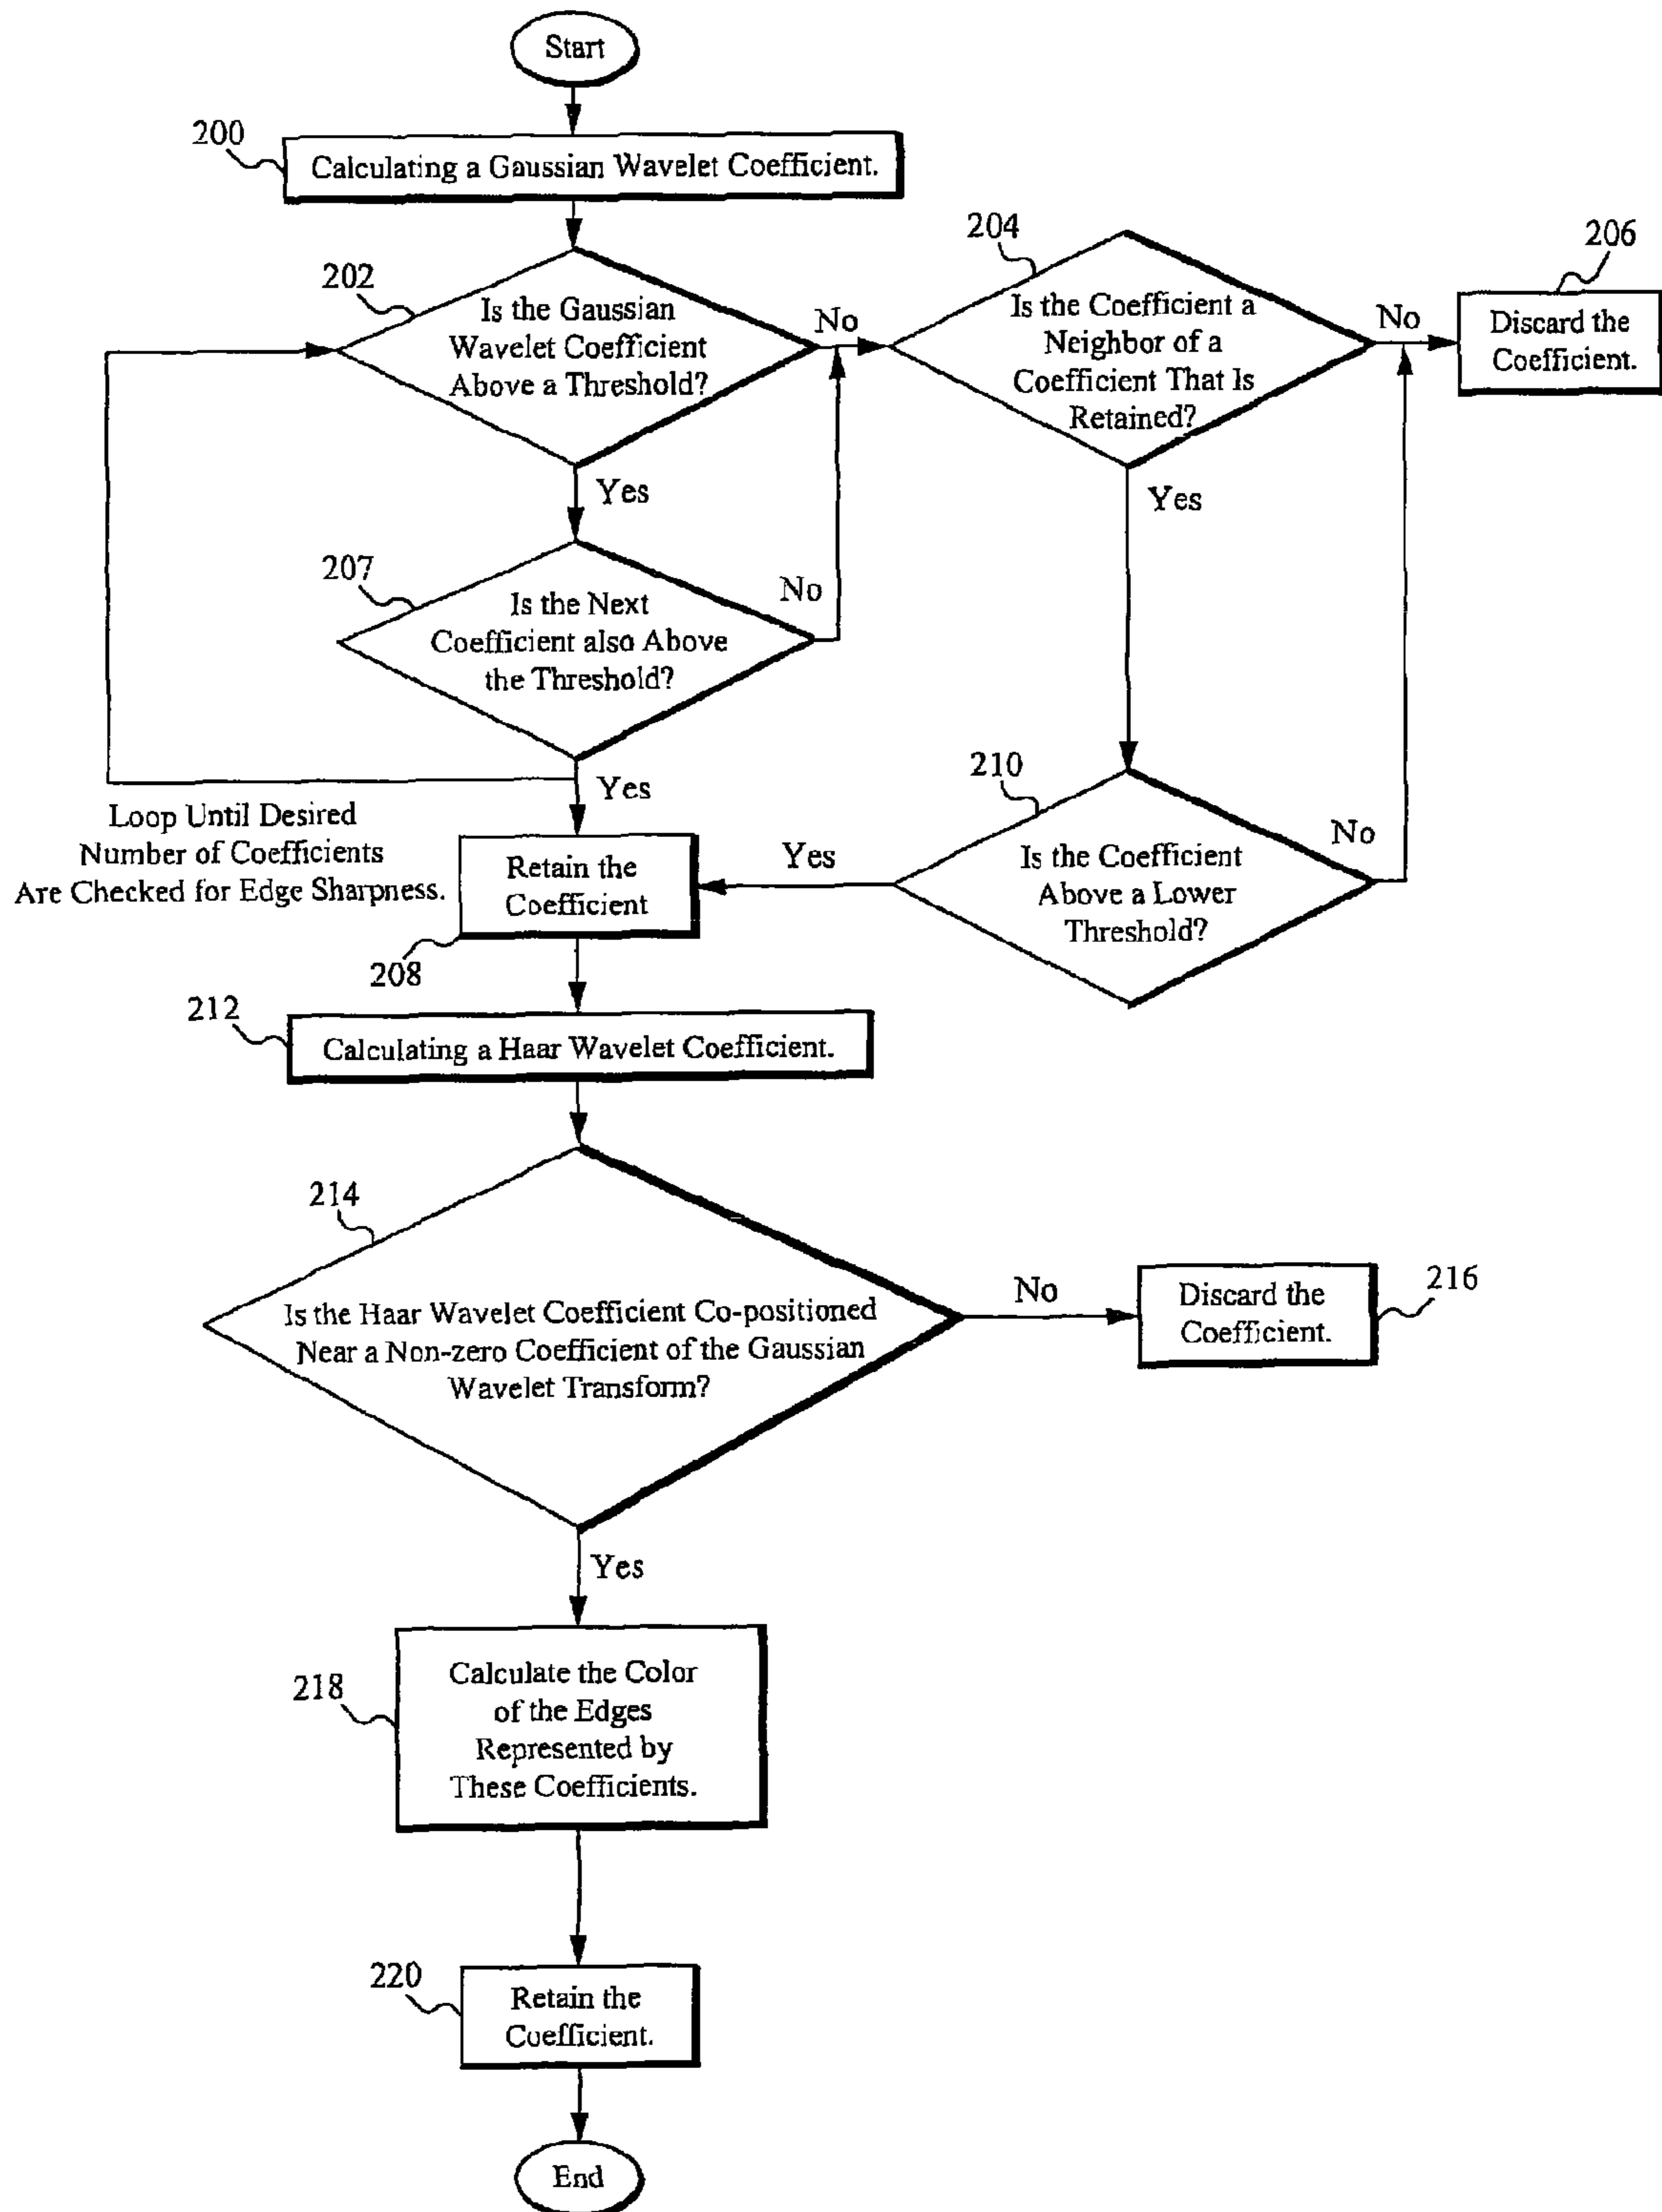 Start
200
Calculating a Gaussian Wavelet Coefficient.
202
Is the Gaussian
Wavelet Coefficient
Above a Threshold?
No
204
Is the Coefficient a
Neighbor of a
Coefficient That Is
Retained?
No
206
Discard the
Coefficient.
Yes
Yes
207
Is the Next
Coefficient also Above
the Threshold?
No
Yes
Loop Until Desired
Number of Coefficients
Are Checked for Edge Sharpness.
210
Is the Coefficient
Above a Lower
Threshold?
No
Yes
Retain the
Coefficient
208
212
Calculating a Haar Wavelet Coefficient.
214
Is the Haar Wavelet Coefficient Co-positioned
Near a Non-zero Coefficient of the Gaussian
Wavelet Transform?
No
Discard the
Coefficient.
216
Yes
218
Calculate the Color
of the Edges
Represented by
These Coefficients.
220
Retain the
Coefficient.
End